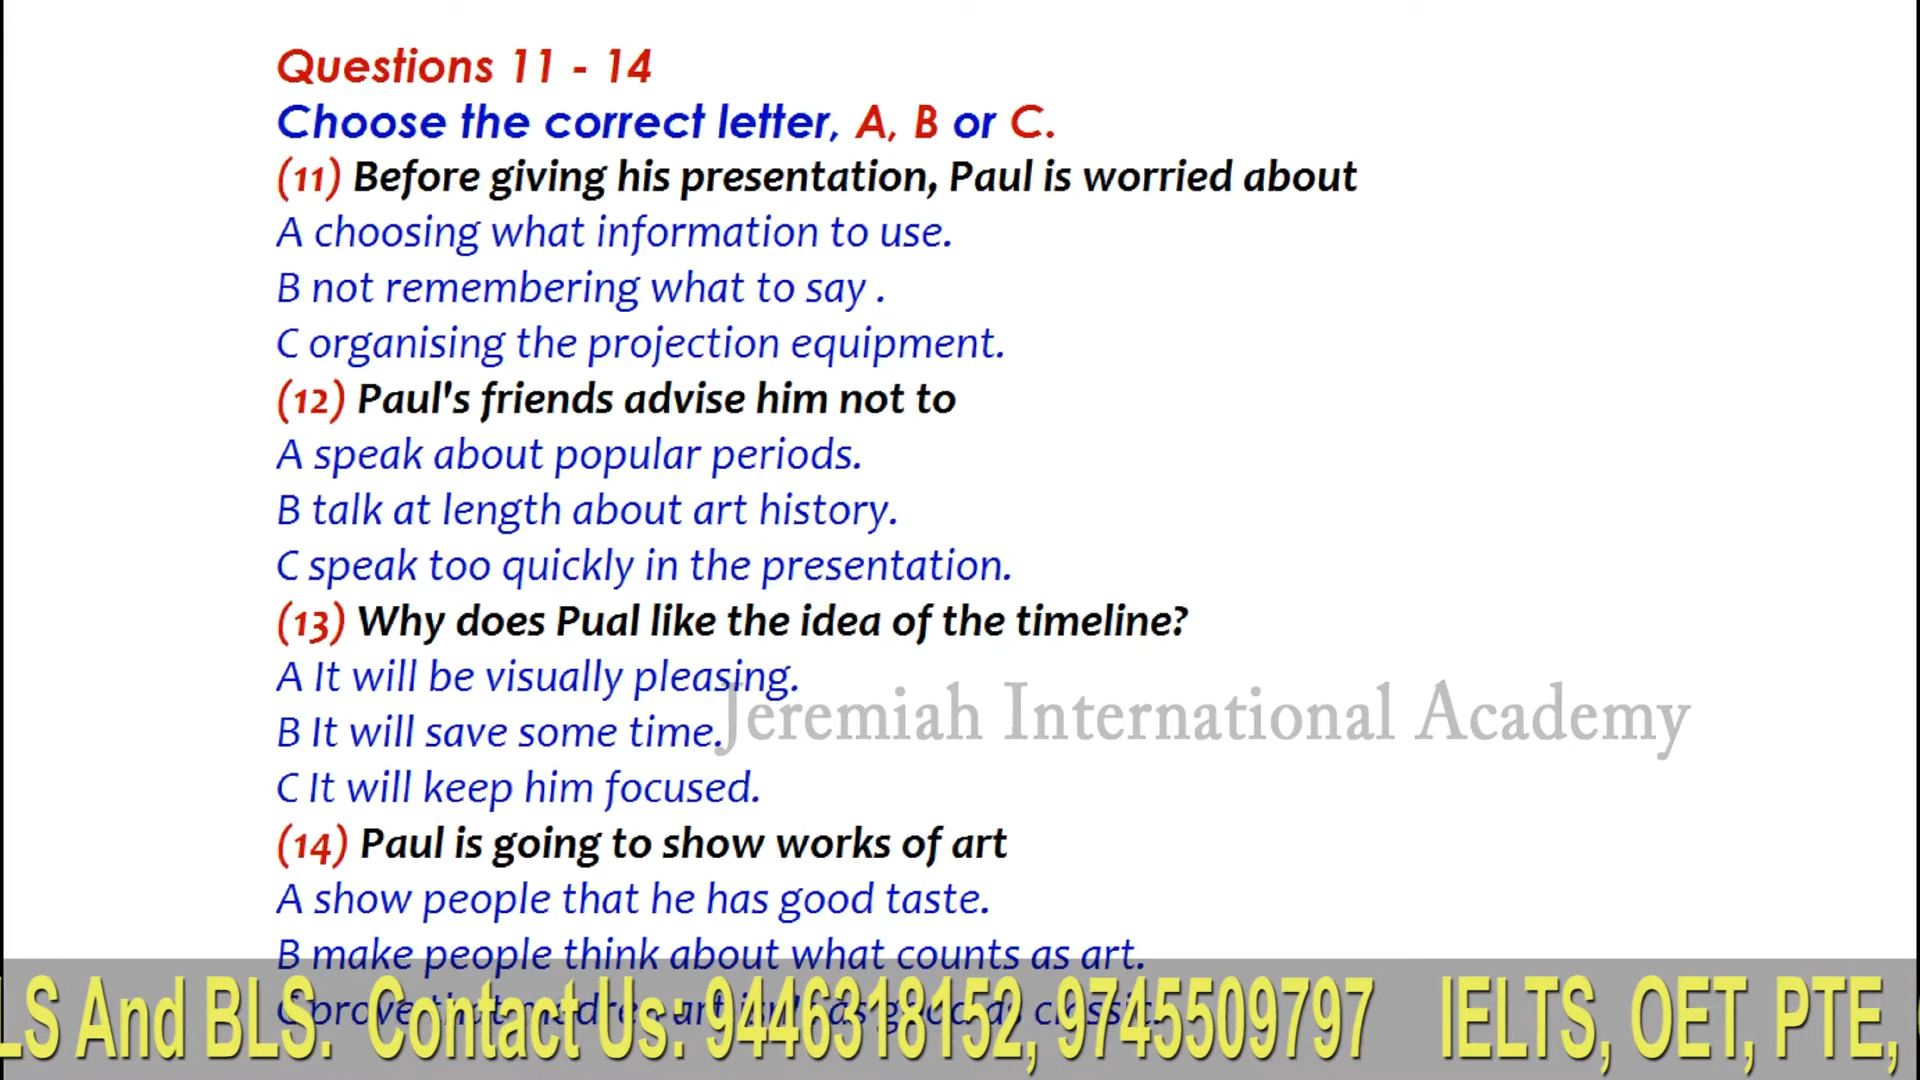 Questions 11 - 14
Choose the correct letter, A, B or C.
(11) Before giving his presentation, Paul is worried about
A choosing what information to use.
B not remembering what to say .
C organising the projection equipment.
(12) Paul's friends advise him not to
A speak about popular periods.
B talk at length about art history.
C speak too quickly in the presentation.
(13) Why does Pual like the idea of the timeline?
A It will be visually pleasing.
B It will save some time.
Jeremiah International Academy
C It will keep him focused.
(14) Paul is going to show works of art
A show people that he has good taste.
B make people think about what counts as art.
C prove that art as good as
LS And BLS. Contact Us: 9446318152, 9745509797 IELTS, OET, PTE,